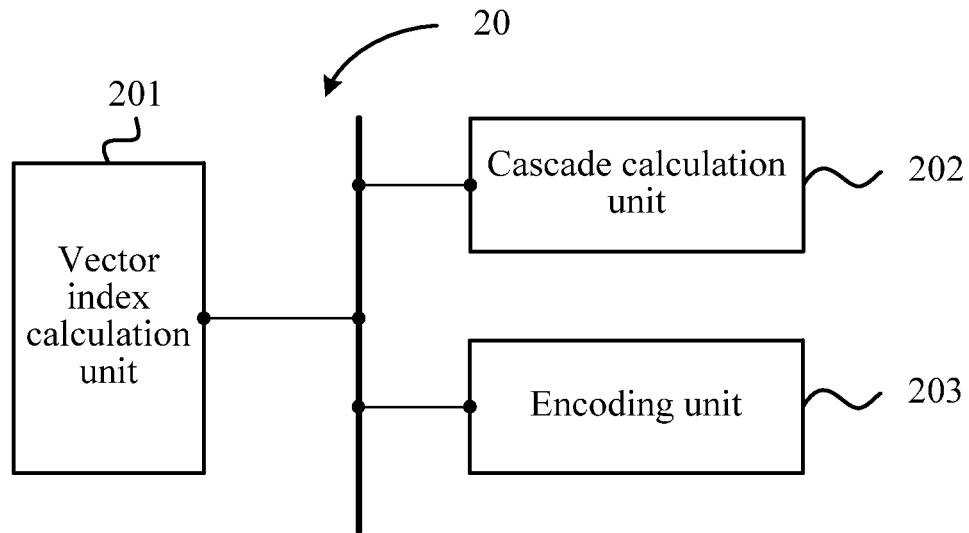 20
201
Cascade calculation
unit
202
Vector
index
calculation
unit
Encoding unit
203